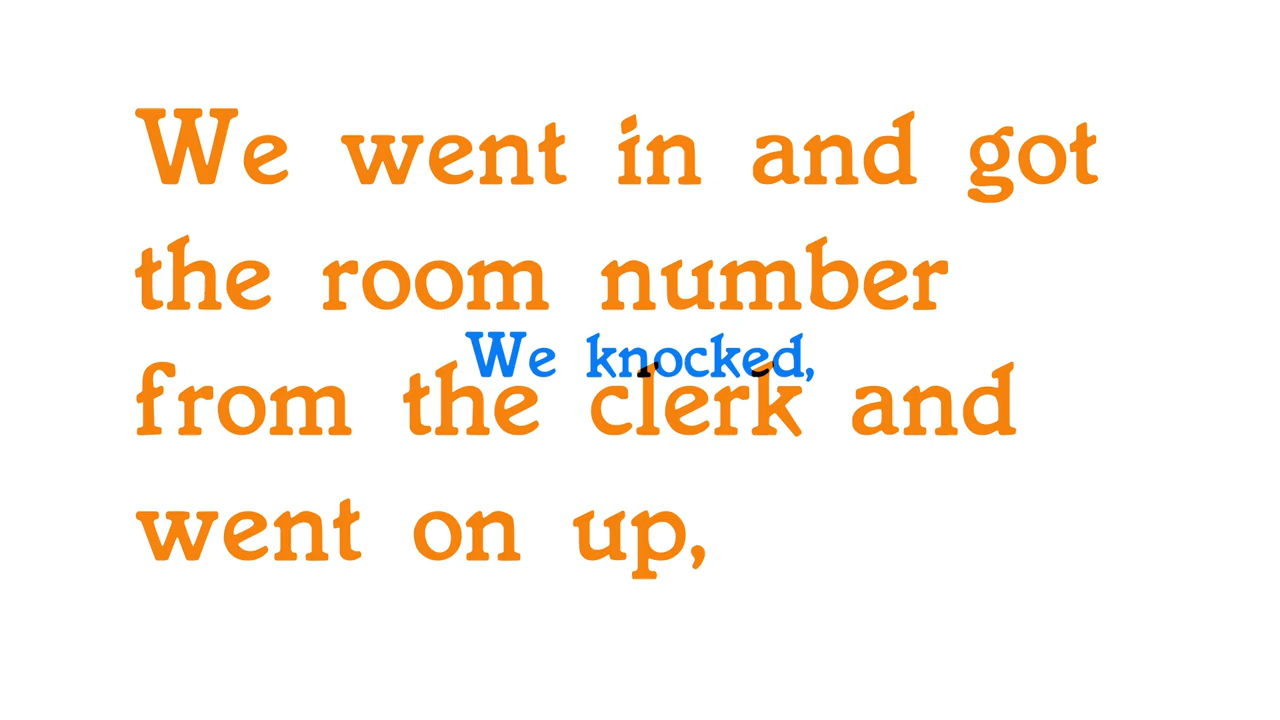 We went in and got
the room number
We knocked,
from the clerk and
went on up,